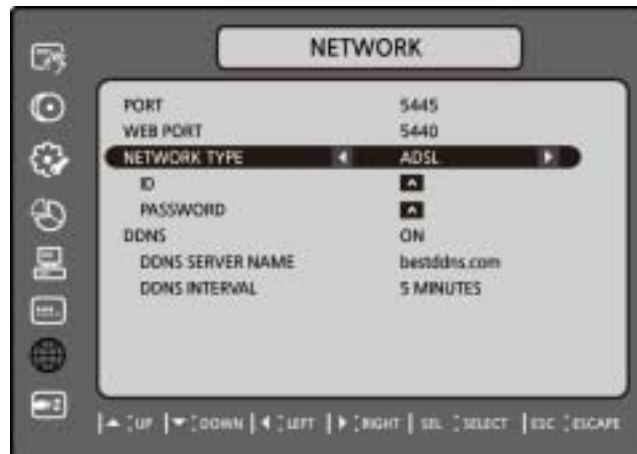 NETWORK
PORT 5445
WEB PORT 5440
NETWORK TYPE ADSL
ID
PASSWORD
DDNS ON
DDNS SERVER NAME bestddns.com
DDNS INTERVAL 5 MINUTES
UP DOWN LEFT RIGHT SEL SELECT ESC ESCAPE